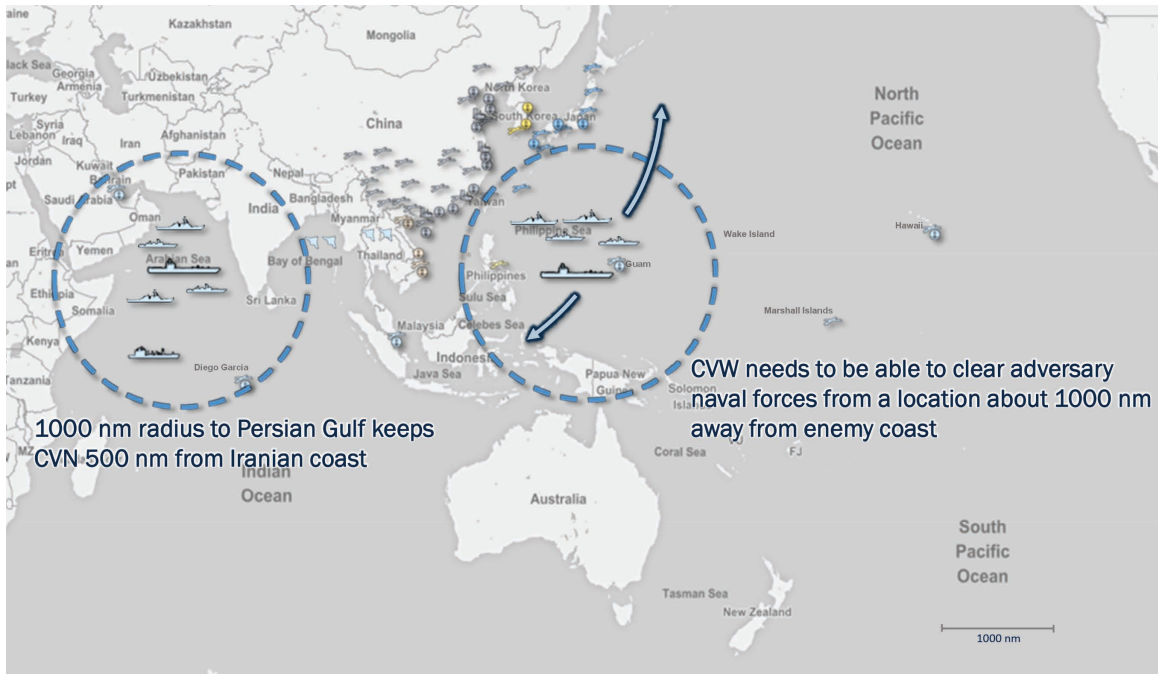 raine
Kazakhstan
Mongolia
lack Sea
Georgia
Armenia
Uzbekistan
Turkmenistan
Turkey
North Korea
South Korea
Japan
China
Syria
Lebanon
Iraq
Iran
Afghanistan
Jordan
Kuwait
Bahrain
Pakistan
Nepal
Saudi Arabia
Bangladesh
Taiwan
Oman
India
Myanmar
North
Pacific
Ocean
Philippine Sea
Wake Island
Hawaii
Eritre
Yemen
Arabian Sea
Bay of Bengal
Thailand
Guam
Philippines
Ethiopia
Somalia
Sri Lanka
Sulu Sea
Marshall Islands
Kenya
Malaysia
Celebes Sea
Diego Garcia
Indonesi
Java Sea
Tanzania
Papua New
Guinea
Solomon
Islands
CVW needs to be able to clear adversary
naval forces from a location about 1000 nm
away from enemy coast
1000 nm radius to Persian Gulf keeps
CVN 500 nm from Iranian coast
MZ
Indian
Ocean
Coral Sea
FJ
Australia
South
Pacific
Ocean
Tasman Sea
New Zealand
1000 nm